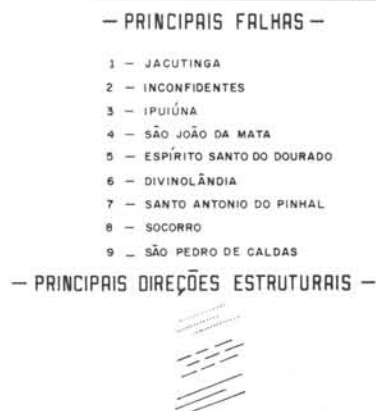 — PRINCIPAIS FALHAS —
1 — JACUTINGA
2 — INCONFIDENTES
3 — IPUIÚNA
4 — SÃO JOÃO DA MATA
5 — ESPÍRITO SANTO DO DOURADO
6 — DIVINOLÂNDIA
7 — SANTO ANTONIO DO PINHAL
8 — SOCORRO
9 _ SÃO PEDRO DE CALDAS
— PRINCIPAIS DIREÇÕES ESTRUTURAIS —